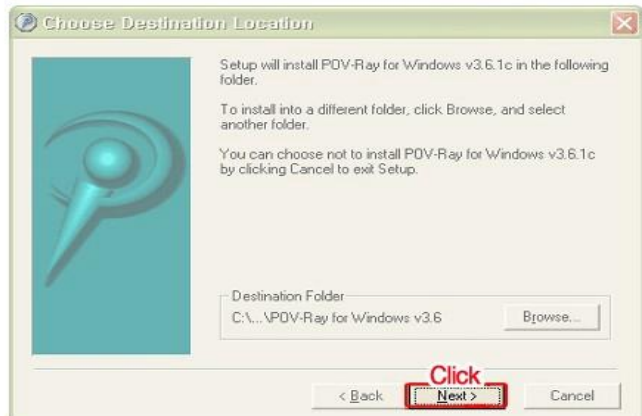 Choose Destination Location
Setup will install POV-Ray for Windows v3.6.1c in the following
folder.
To install into a different folder, click Browse, and select
another folder.
You can choose not to install POV-Ray for Windows v3.6.1c
by clicking Cancel to exit Setup.
Destination Folder
C:\...\POV-Ray for Windows v3.6
Browse...
Click
< Back
Next >
Cancel